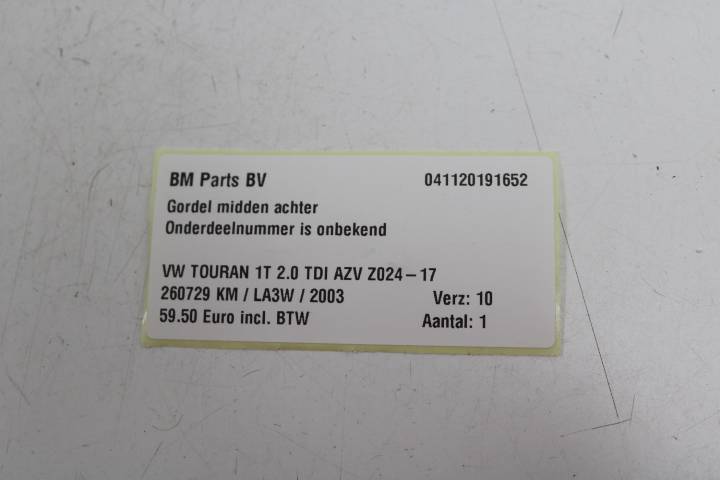 BM Parts BV 041120191652
Gordel midden achter
Onderdeelnummer is onbekend
VW TOURAN 1T 2.0 TDI AZV Z024-17
260729 KM / LA3W / 2003 Verz: 10
59.50 Euro incl. BTW Aantal: 1